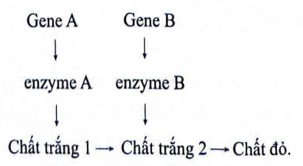 Gene A Gene B
↓ ↓
enzyme A enzyme B
↓ ↓
Chất trắng 1 → Chất trắng 2 → Chất đỏ.